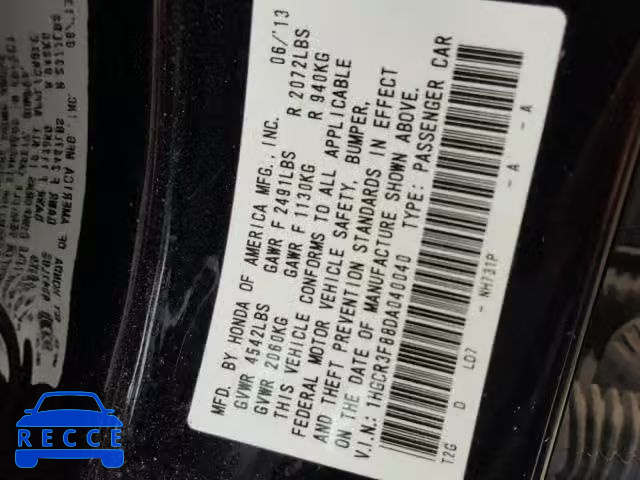 MFD. BY HONDA OF AMERICA MFG., INC. 06/13
GVWR 4542LBS GAWR F 2491LBS R 2072LBS
GVWR 2060KG GAWR F 1130KG R 940KG
THIS VEHICLE CONFORMS TO ALL APPLICABLE
FEDERAL MOTOR VEHICLE SAFETY, BUMPER,
AND THEFT PREVENTION STANDARDS IN EFFECT
ON THE DATE OF MANUFACTURE SHOWN ABOVE.
V.I.N.: 1HGCR3F88DA040040 TYPE: PASSENGER CAR
T2G D LD7 - NH731P - A - A
RECCE